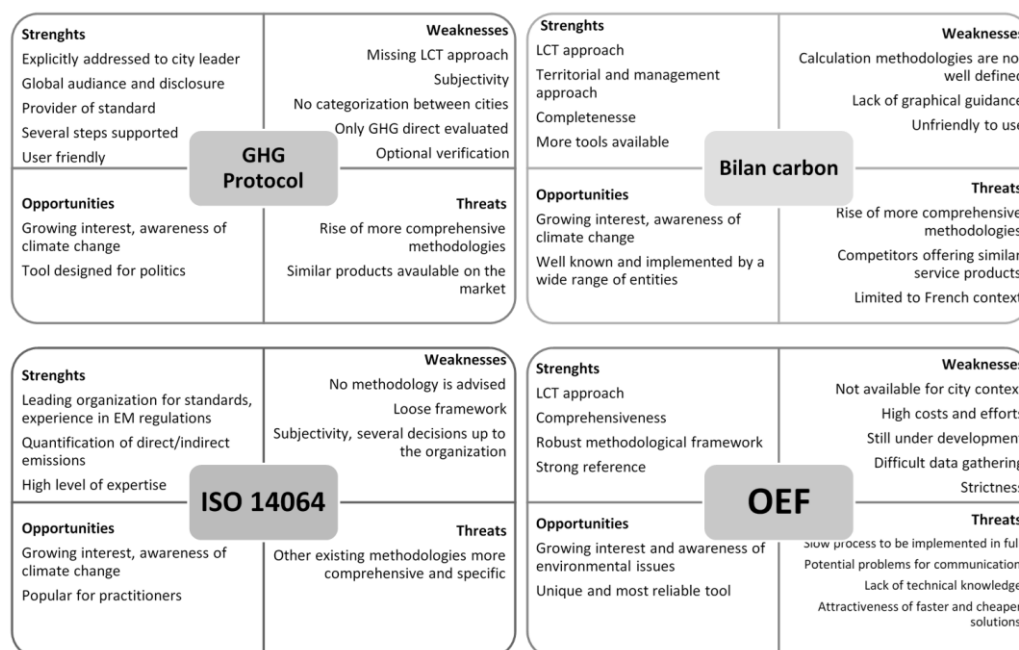 Strenghts
Explicitly addressed to city leader
Global audiance and disclosure
Provider of standard
Several steps supported
User friendly
Weaknesses
Missing LCT approach
Subjectivity
No categorization between cities
Only GHG direct evaluated
Optional verification
GHG
Protocol
Opportunities
Growing interest, awareness of
climate change
Tool designed for politics
Threats
Rise of more comprehensive
methodologies
Similar products avaulable on the
market
Strenghts
LCT approach
Territorial and management
approach
Completenesse
More tools available
Weaknesses
Calculation methodologies are no
well defined
Lack of graphical guidance
Unfriendly to use
Bilan carbon
Opportunities
Growing interest, awareness of
climate change
Well known and implemented by a
wide range of entities
Threats
Rise of more comprehensive
methodologies
Competitors offering similar
service products
Limited to French context
Strenghts
Leading organization for standards,
experience in EM regulations
Quantification of direct/indirect
emissions
High level of expertise
Weaknesses
No methodology is advised
Loose framework
Subjectivity, several decisions up to
the organization
ISO 14064
Opportunities
Growing interest, awareness of
climate change
Popular for practitioners
Threats
Other existing methodologies more
comprehensive and specific
Strenghts
LCT approach
Comprehensiveness
Robust methodological framework
Strong reference
Weaknesses
Not available for city context
High costs and efforts
Still under development
Difficult data gathering
Strictness
OEF
Opportunities
Growing interest and awareness of
environmental issues
Unique and most reliable tool
Threats
Slow process to be implemented in ful
Potential problems for communication
Lack of technical knowledge
Attractiveness of faster and cheaper
solutions